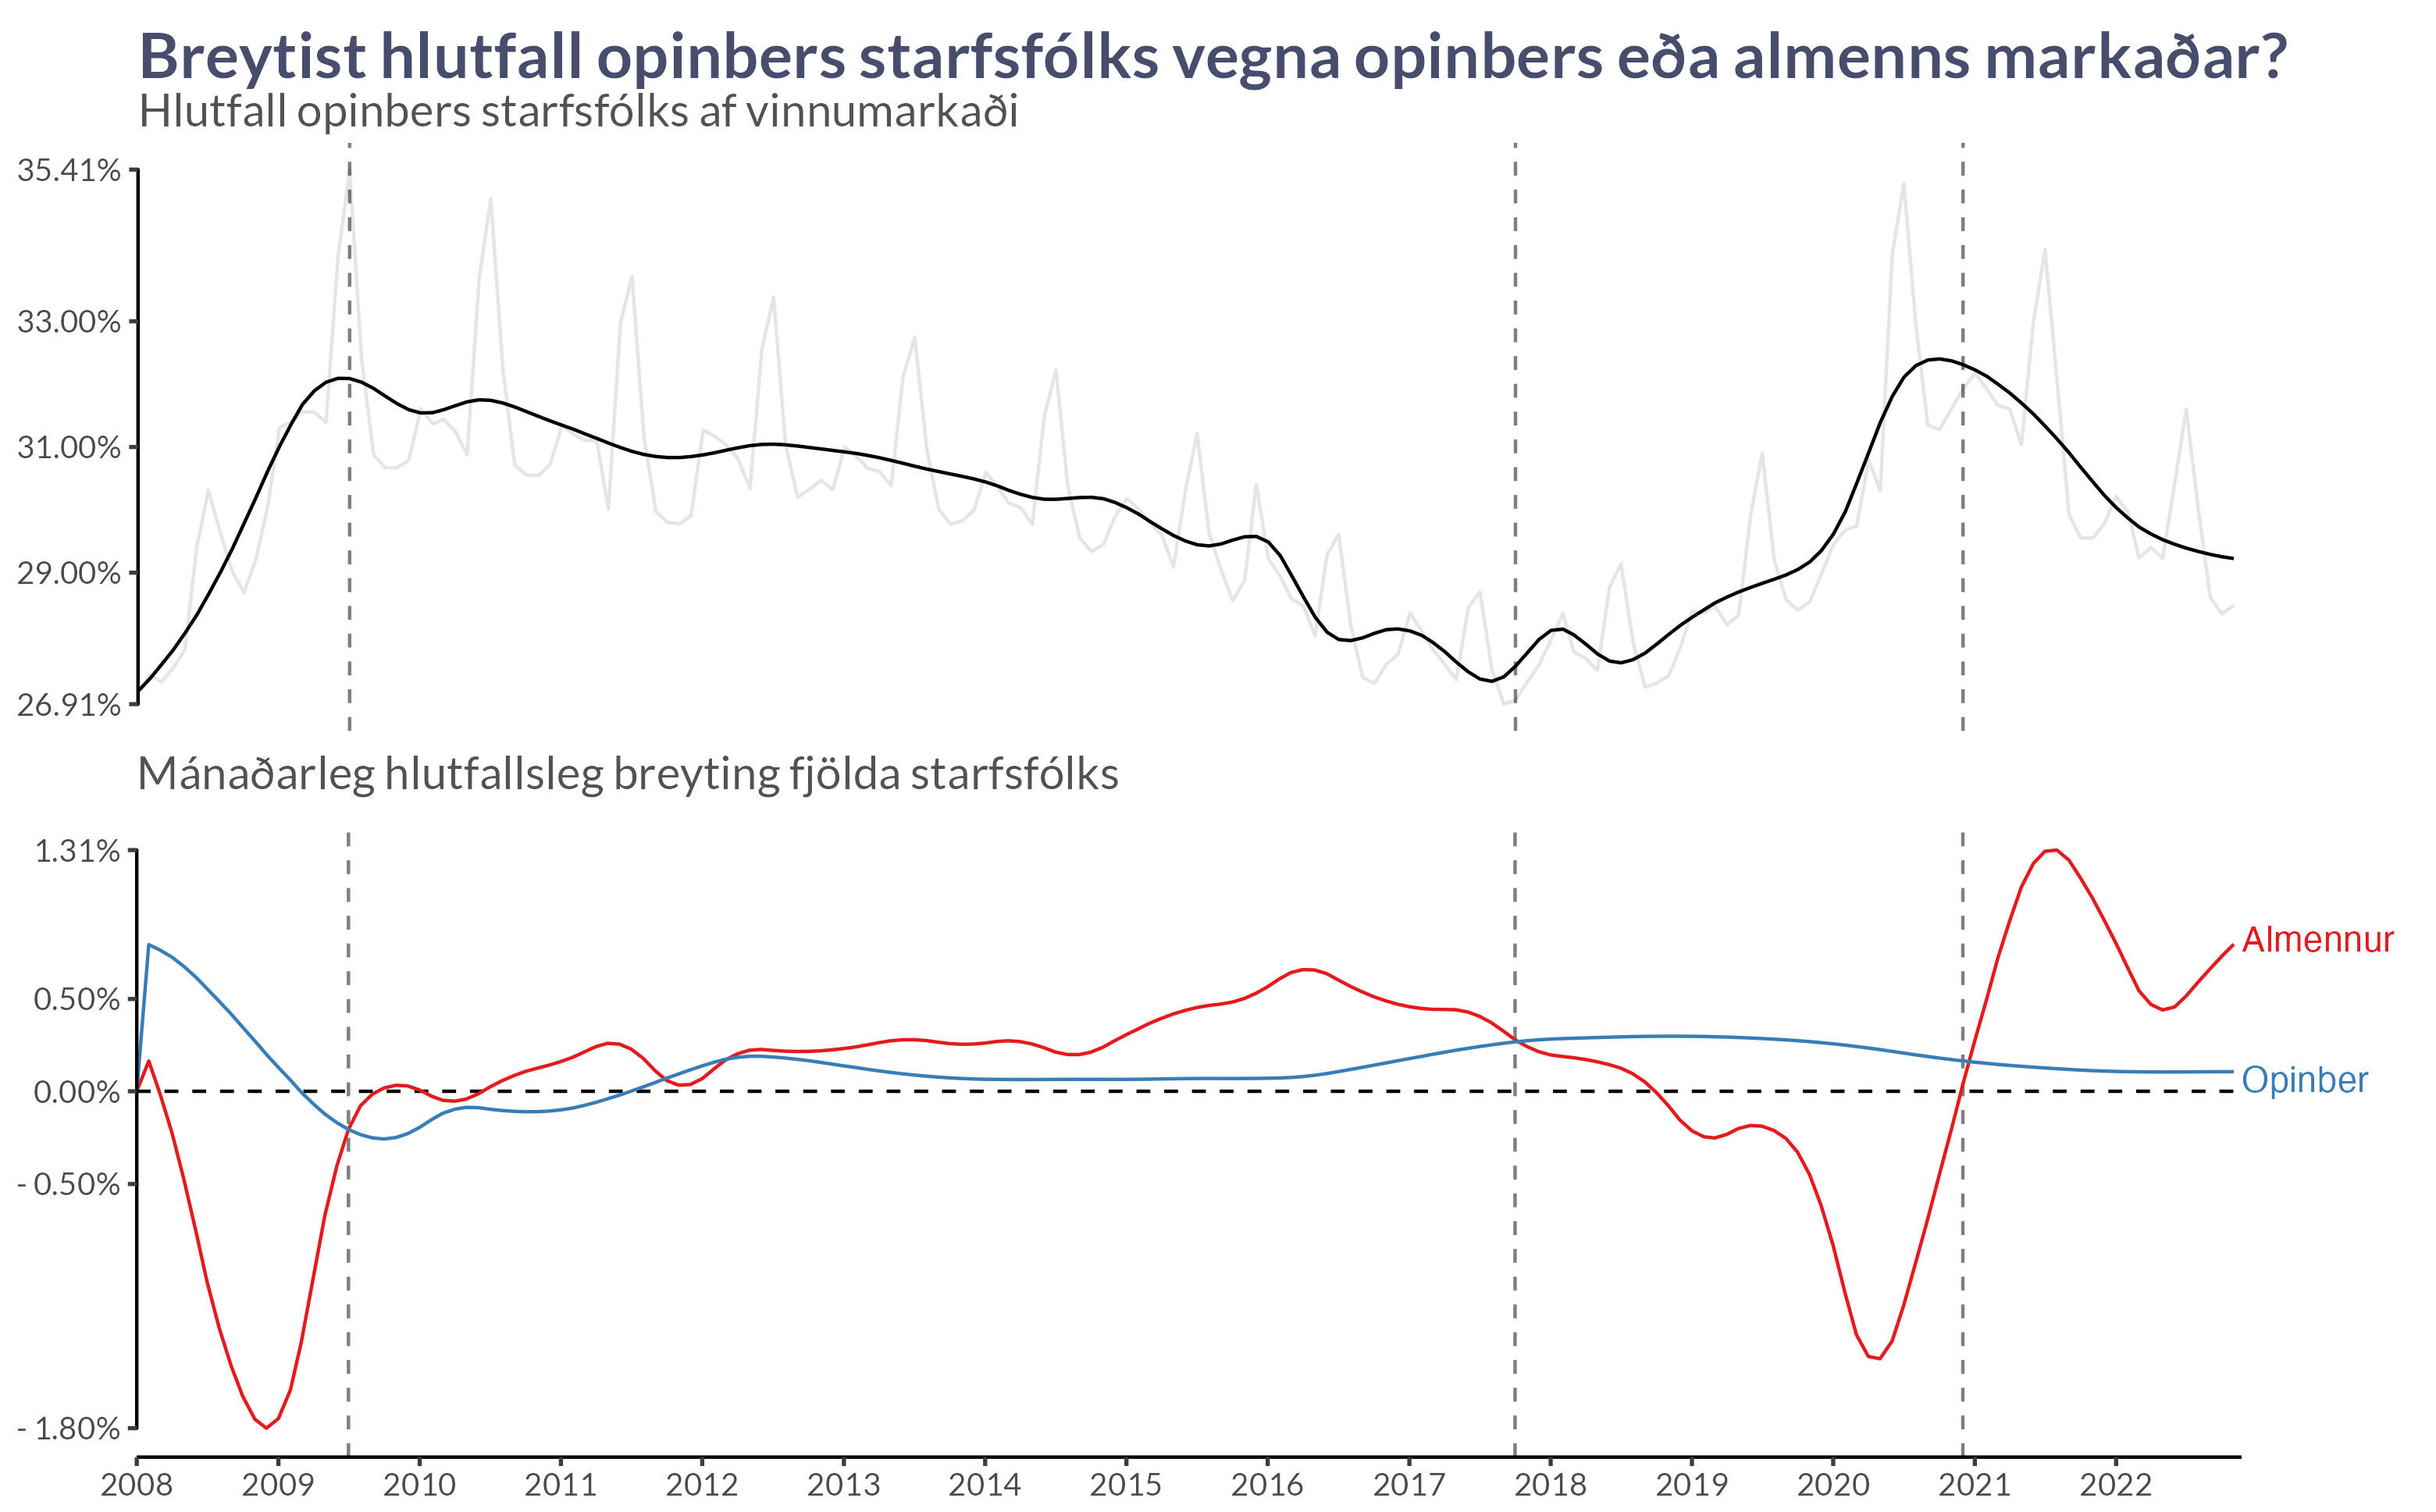 Breytist hlutfall opinbers starfsfólks vegna opinbers eða almenns markaðar?
Hlutfall opinbers starfsfólks af vinnumarkaði
35.41%
33.00%
31.00%
29.00%
26.91%
Mánaðarleg hlutfallsleg breyting fjölda starfsfólks
1.31%
0.50%
0.00%
- 0.50%
- 1.80%
Almennur
Opinber
2008 2009 2010 2011 2012 2013 2014 2015 2016 2017 2018 2019 2020 2021 2022